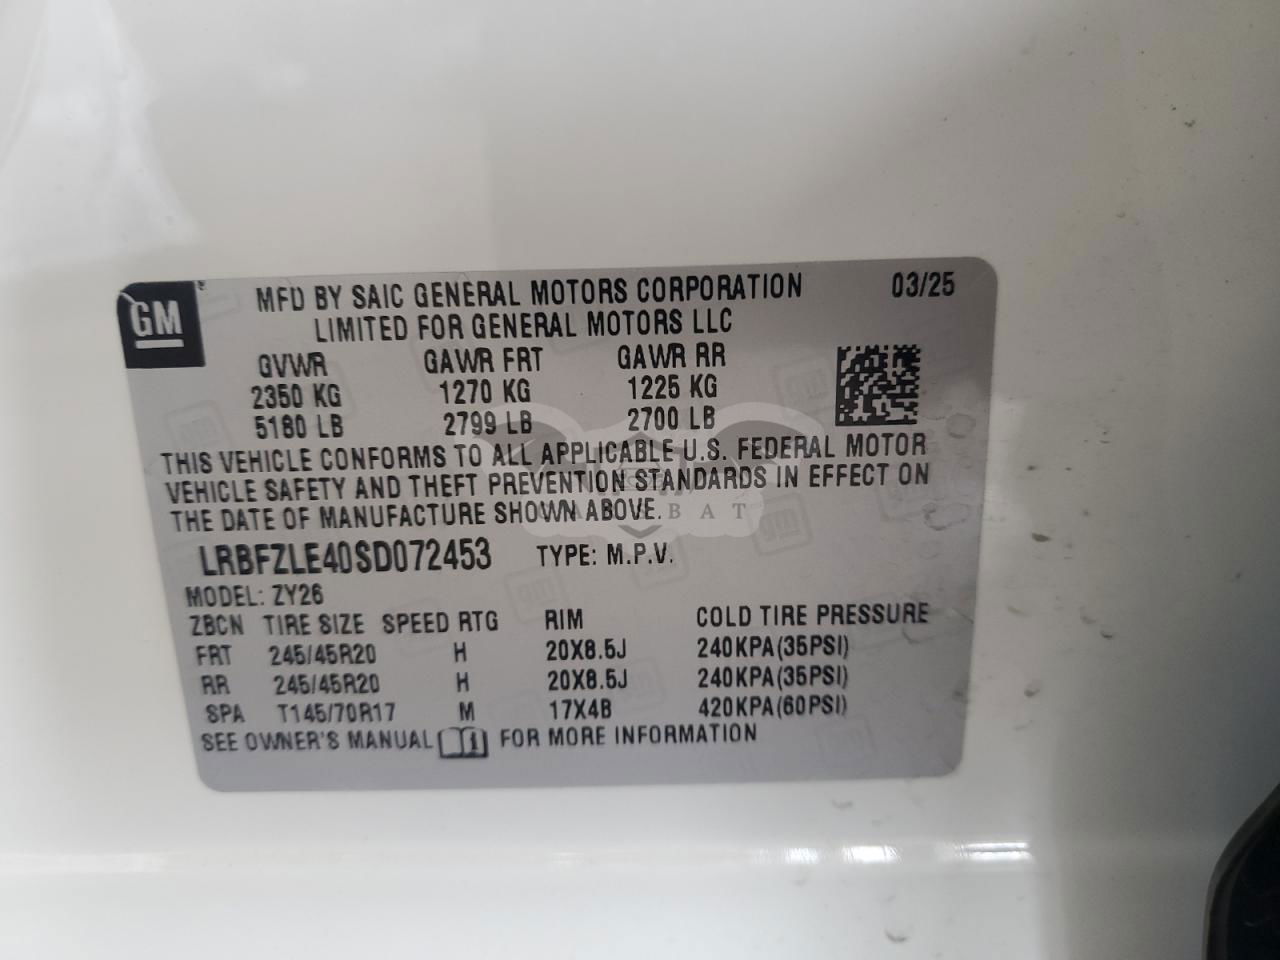 GM ® MFD BY SAIC GENERAL MOTORS CORPORATION 03/25
LIMITED FOR GENERAL MOTORS LLC
GVWR GAWR FRT GAWR RR
2350 KG 1270 KG 1225 KG
5180 LB 2799 LB 2700 LB
THIS VEHICLE CONFORMS TO ALL APPLICABLE U.S. FEDERAL MOTOR
VEHICLE SAFETY AND THEFT PREVENTION STANDARDS IN EFFECT ON
THE DATE OF MANUFACTURE SHOWN ABOVE.
LRBFZLE40SD072453 TYPE: M.P.V.
MODEL: ZY26
ZBCN TIRE SIZE SPEED RTG RIM COLD TIRE PRESSURE
FRT 245/45R20 H 20X8.5J 240KPA(35PSI)
RR 245/45R20 H 20X8.5J 240KPA(35PSI)
SPA T145/70R17 M 17X4B 420KPA(60PSI)
SEE OWNER'S MANUAL FOR MORE INFORMATION